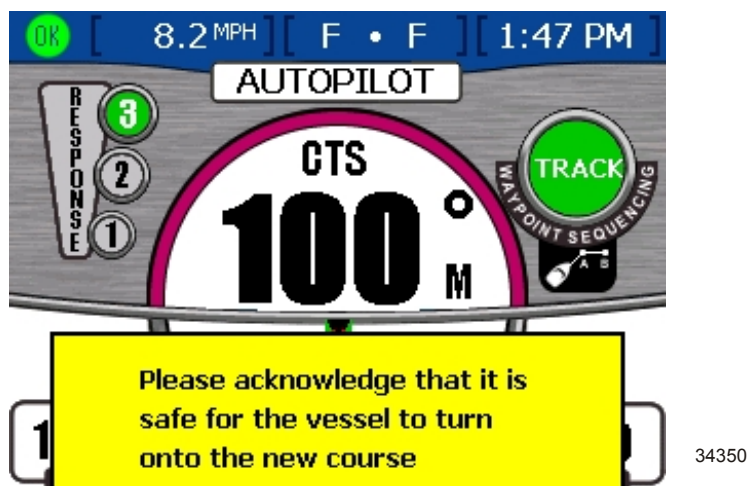 OK [ 8.2 MPH ] [ F • F ] [ 1:47 PM ]
AUTOPILOT
RESPONSE
3
2
1
CTS
100° M
TRACK
WAYPOINT SEQUENCING
A B
Please acknowledge that it is
safe for the vessel to turn
onto the new course
1
34350